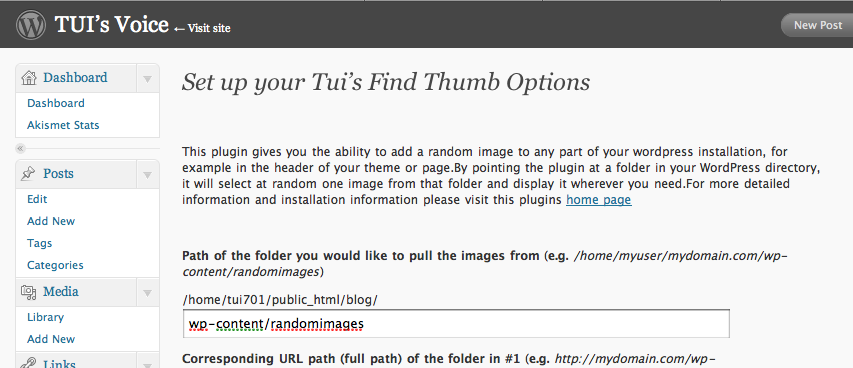 TUI's Voice ← Visit site
New Post
Dashboard
Dashboard
Akismet Stats
Posts
Edit
Add New
Tags
Categories
Media
Library
Add New
Links
Set up your Tui's Find Thumb Options
This plugin gives you the ability to add a random image to any part of your wordpress installation, for
example in the header of your theme or page.By pointing the plugin at a folder in your WordPress directory,
it will select at random one image from that folder and display it wherever you need.For more detailed
information and installation information please visit this plugins home page
Path of the folder you would like to pull the images from (e.g. /home/myuser/mydomain.com/wp-
content/randomimages)
/home/tui701/public_html/blog/
wp-content/randomimages
Corresponding URL path (full path) of the folder in #1 (e.g. http://mydomain.com/wp-